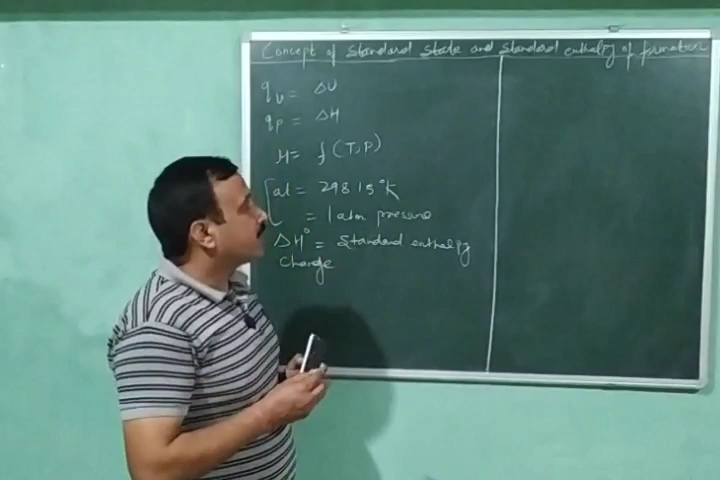 Concept of Standard State and Standard enthalpy of formation
qv = ΔU
qp = ΔH
H = f(T,P)
at = 298.15°K
= 1 atm pressure
ΔH° = Standard enthalpy
Change